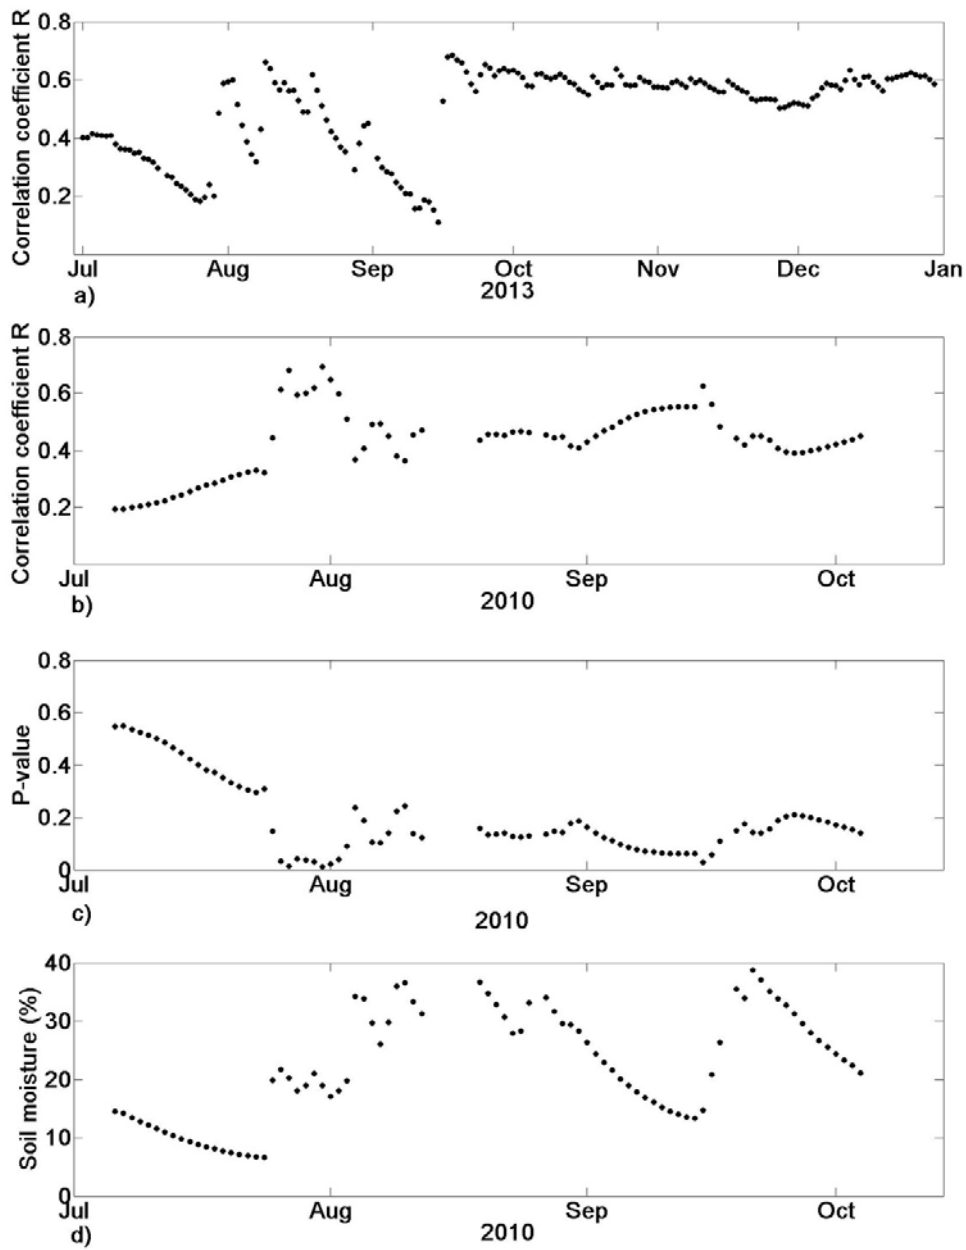 Correlation coefficient R
0.8
0.6
0.4
0.2
Jul Aug Sep Oct Nov Dec Jan
a) 2013
Correlation coefficient R
0.8
0.6
0.4
0.2
Jul Aug Sep Oct
b) 2010
P-value
0.8
0.6
0.4
0.2
0
Jul Aug Sep Oct
c) 2010
Soil moisture (%)
40
30
20
10
0
Jul Aug Sep Oct
d) 2010